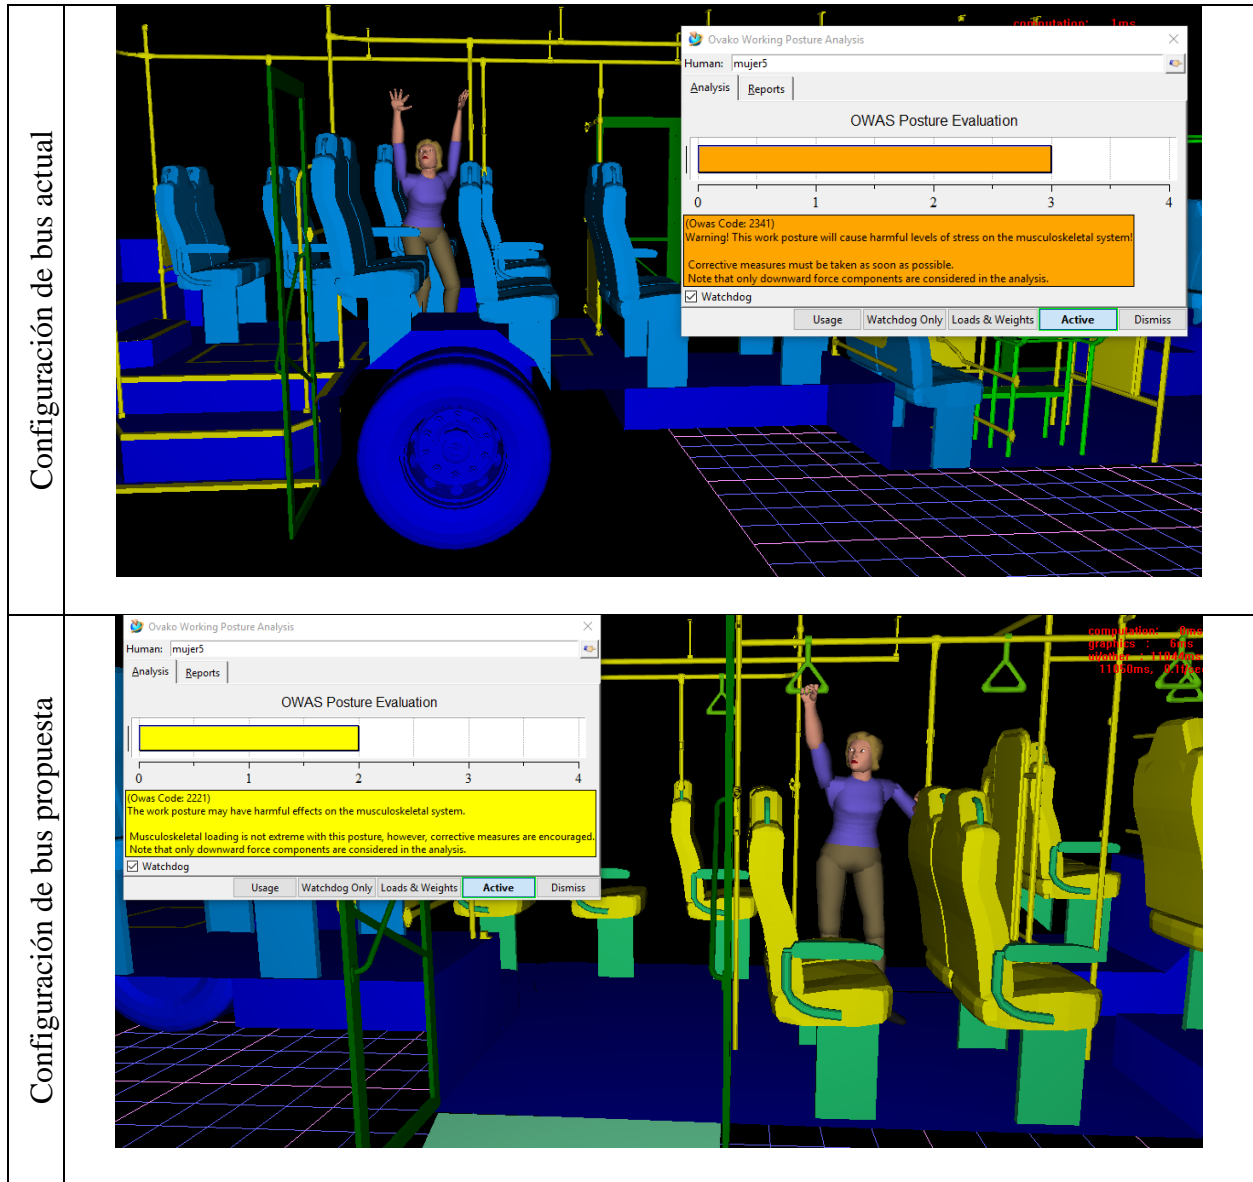 Configuración de bus actual
computation: 1ms
Ovako Working Posture Analysis
Human: mujer5
Analysis Reports
OWAS Posture Evaluation
0 1 2 3 4
(Owas Code: 2341)
Warning! This work posture will cause harmful levels of stress on the musculoskeletal system!
Corrective measures must be taken as soon as possible.
Note that only downward force components are considered in the analysis.
Watchdog
Usage Watchdog Only Loads & Weights Active Dismiss
Configuración de bus propuesta
Ovako Working Posture Analysis
Human: mujer5
Analysis Reports
OWAS Posture Evaluation
0 1 2 3 4
(Owas Code: 2221)
The work posture may have harmful effects on the musculoskeletal system.
Musculoskeletal loading is not extreme with this posture, however, corrective measures are encouraged.
Note that only downward force components are considered in the analysis.
Watchdog
Usage Watchdog Only Loads & Weights Active Dismiss
computation: 0ms
graphics : 6ms